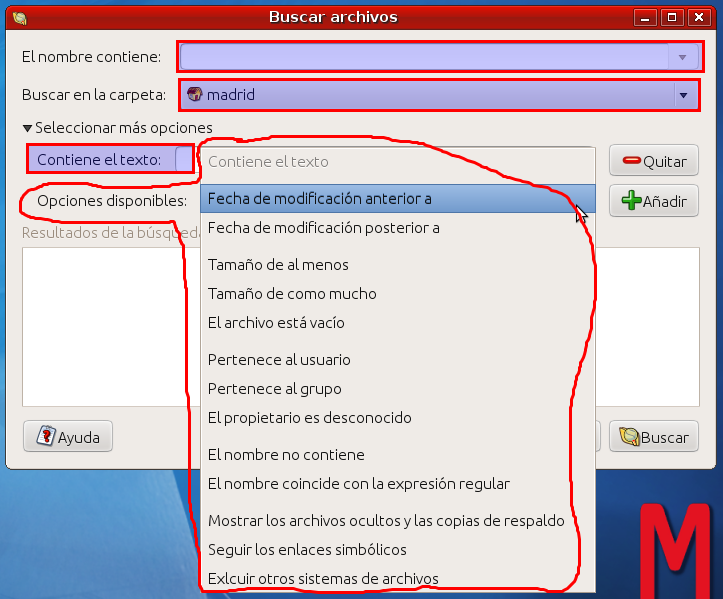 Buscar archivos
El nombre contiene:
Buscar en la carpeta: madrid
Seleccionar más opciones
Contiene el texto:
Contiene el texto
Quitar
Opciones disponibles:
Fecha de modificación anterior a
Añadir
Fecha de modificación posterior a
Resultados de la búsqueda
Tamaño de al menos
Tamaño de como mucho
El archivo está vacío
Pertenece al usuario
Pertenece al grupo
El propietario es desconocido
Ayuda
Buscar
El nombre no contiene
El nombre coincide con la expresión regular
Mostrar los archivos ocultos y las copias de respaldo
Seguir los enlaces simbólicos
Exlcuir otros sistemas de archivos
M